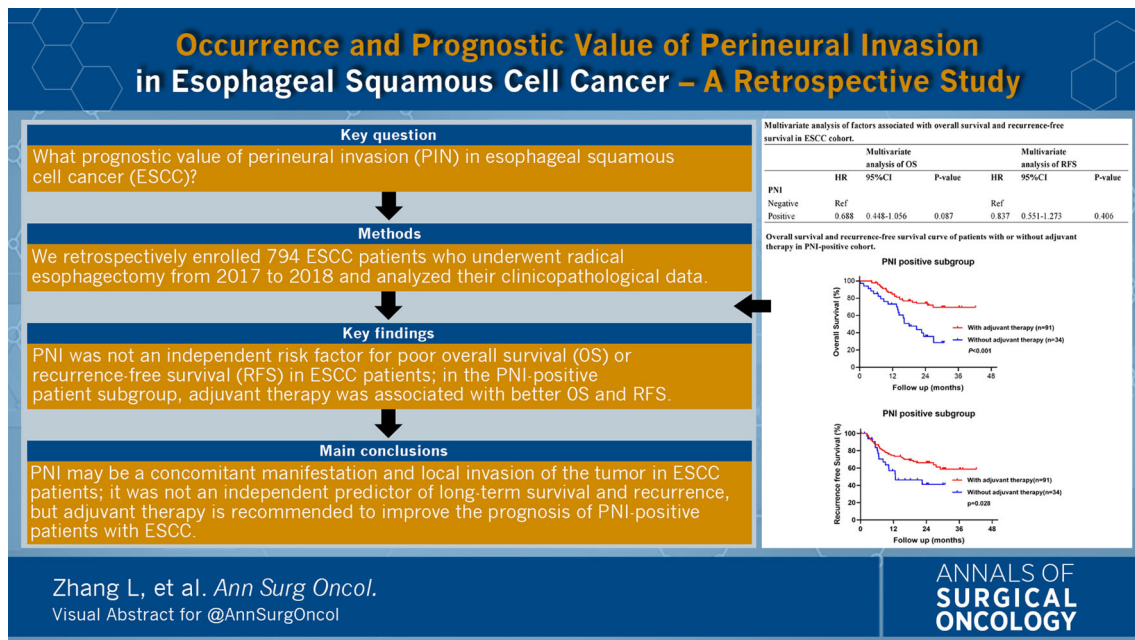 Occurrence and Prognostic Value of Perineural Invasion
in Esophageal Squamous Cell Cancer – A Retrospective Study
Key question
What prognostic value of perineural invasion (PIN) in esophageal squamous
cell cancer (ESCC)?
Methods
We retrospectively enrolled 794 ESCC patients who underwent radical
esophagectomy from 2017 to 2018 and analyzed their clinicopathological data.
Key findings
PNI was not an independent risk factor for poor overall survival (OS) or
recurrence-free survival (RFS) in ESCC patients; in the PNI-positive
patient subgroup, adjuvant therapy was associated with better OS and RFS.
Main conclusions
PNI may be a concomitant manifestation and local invasion of the tumor in ESCC
patients; it was not an independent predictor of long-term survival and recurrence,
but adjuvant therapy is recommended to improve the prognosis of PNI-positive
patients with ESCC.
Multivariate analysis of factors associated with overall survival and recurrence-free
survival in ESCC cohort.
Multivariate Multivariate
analysis of OS analysis of RFS
HR 95%CI P-value HR 95%CI P-value
PNI
Negative Ref Ref
Positive 0.688 0.448-1.056 0.087 0.837 0.551-1.273 0.406
Overall survival and recurrence-free survival curve of patients with or without adjuvant
therapy in PNI-positive cohort.
PNI positive subgroup
Overall Survival (%)
100
80
60
40
20
0 12 24 36 48
Follow up (months)
With adjuvant therapy (n=91)
Without adjuvant therapy (n=34)
P<0.001
PNI positive subgroup
Recurrence free Survival (%)
100
80
60
40
20
0
0 12 24 36 48
Follow up (months)
With adjuvant therapy(n=91)
Without adjuvant therapy(n=34)
p=0.028
Zhang L, et al. Ann Surg Oncol.
Visual Abstract for @AnnSurgOncol
ANNALS OF
SURGICAL
ONCOLOGY